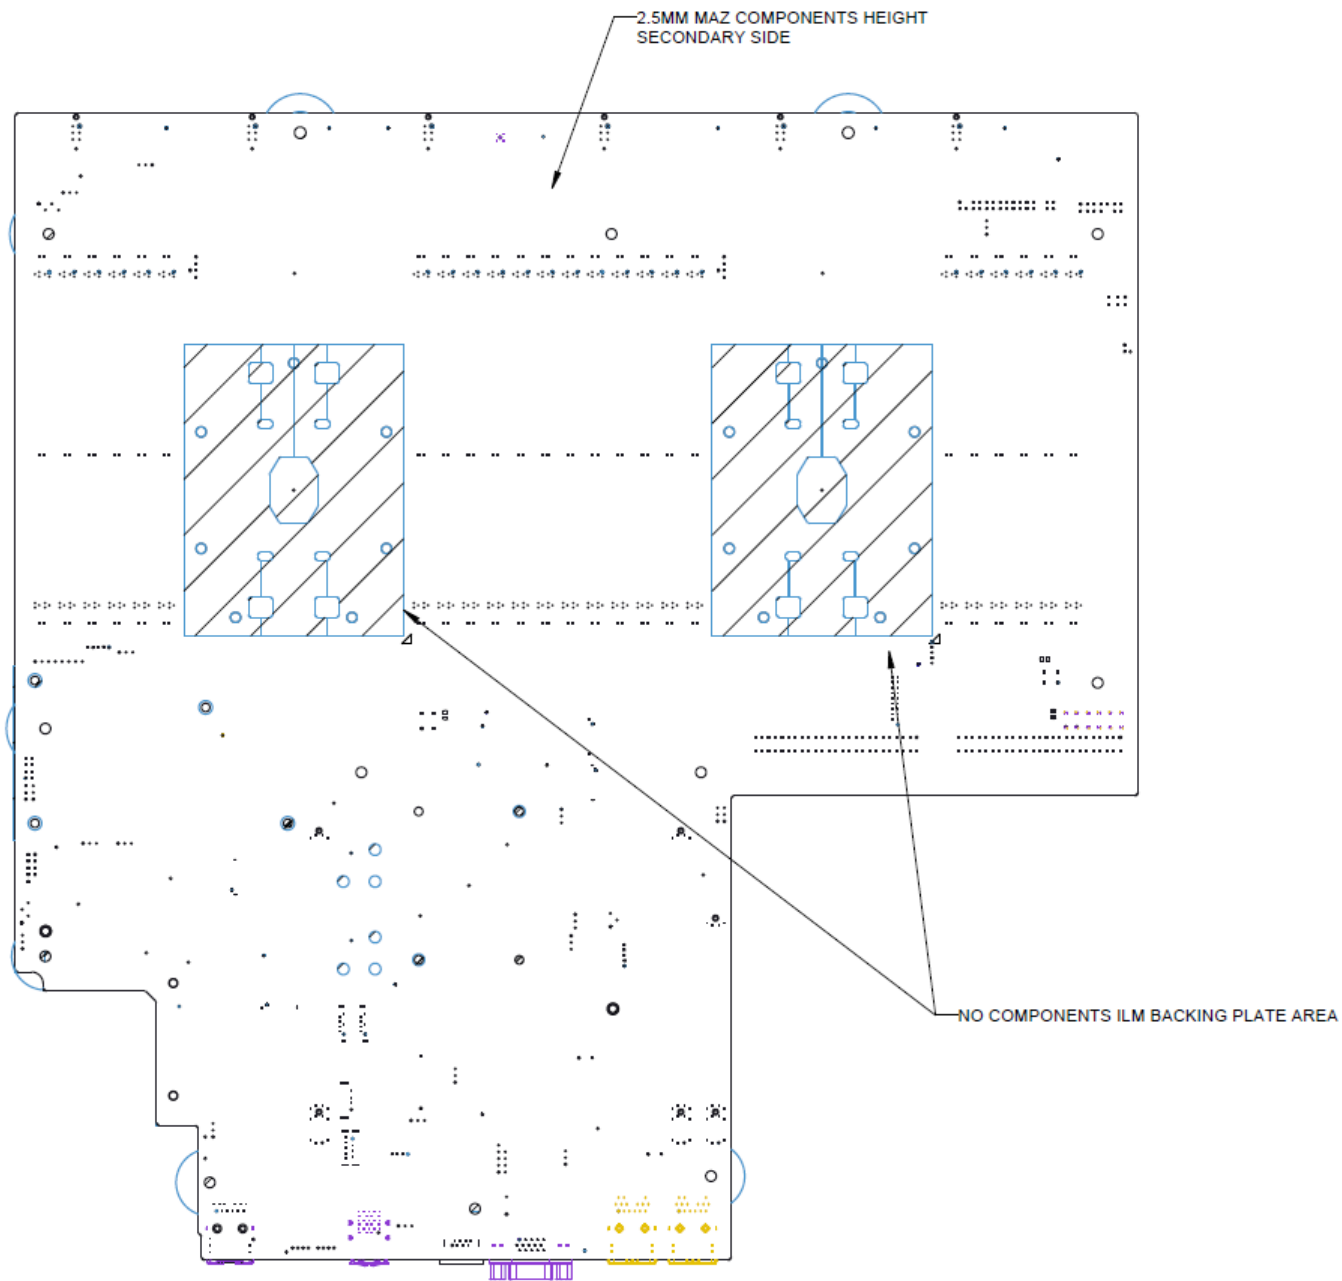 2.5MM MAZ COMPONENTS HEIGHT
SECONDARY SIDE
NO COMPONENTS ILM BACKING PLATE AREA